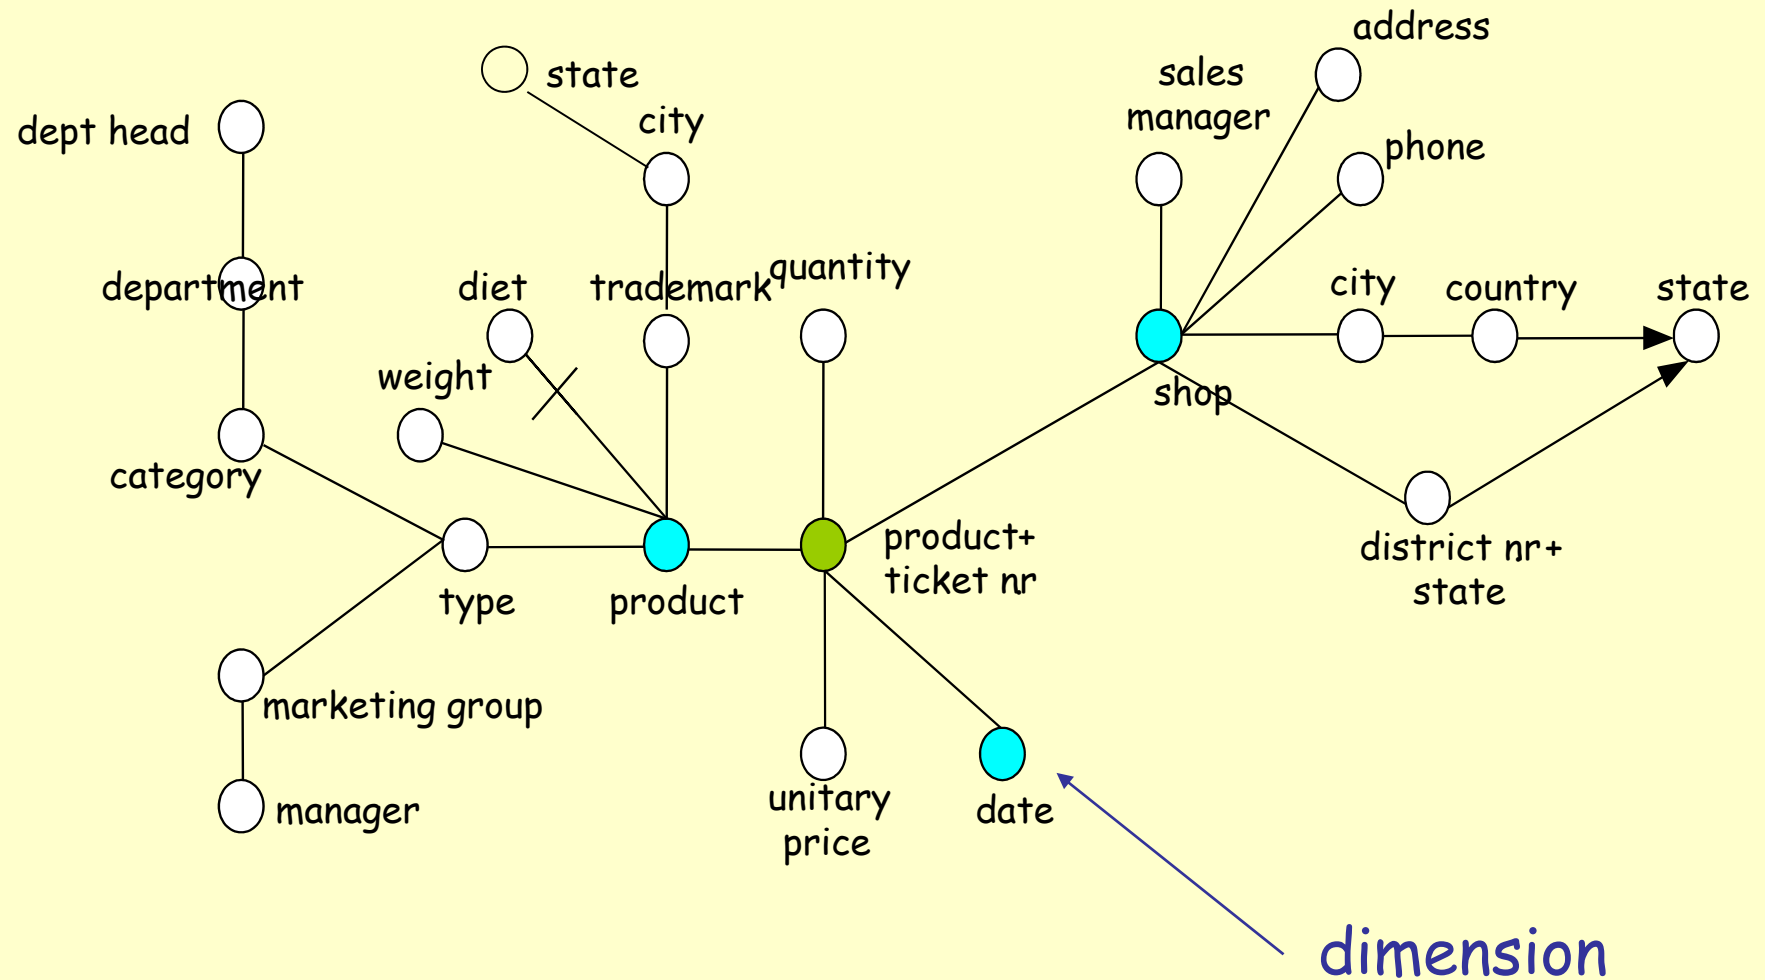 address
state
sales
manager
city
dept head
phone
quantity
department
diet
trademark
city
country
state
weight
shop
category
product+
ticket nr
district nr+
state
type
product
marketing group
manager
unitary
price
date
dimension